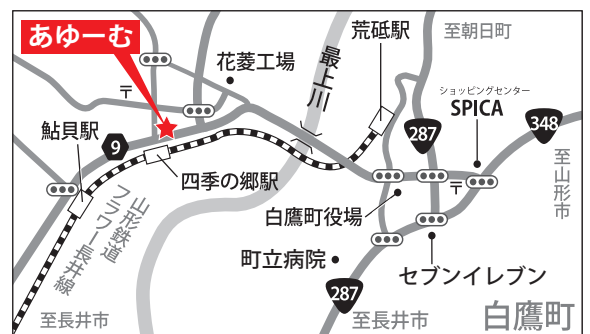 あゆーむ
荒砥駅
至朝日町
花菱工場
最上川
ショッピングセンター
SPICA
〒
鮎貝駅
9
287
348
四季の郷駅
至山形市
〒
白鷹町役場
山形鉄道
フラワー長井線
町立病院
セブンイレブン
287
至長井市
至長井市
白鷹町